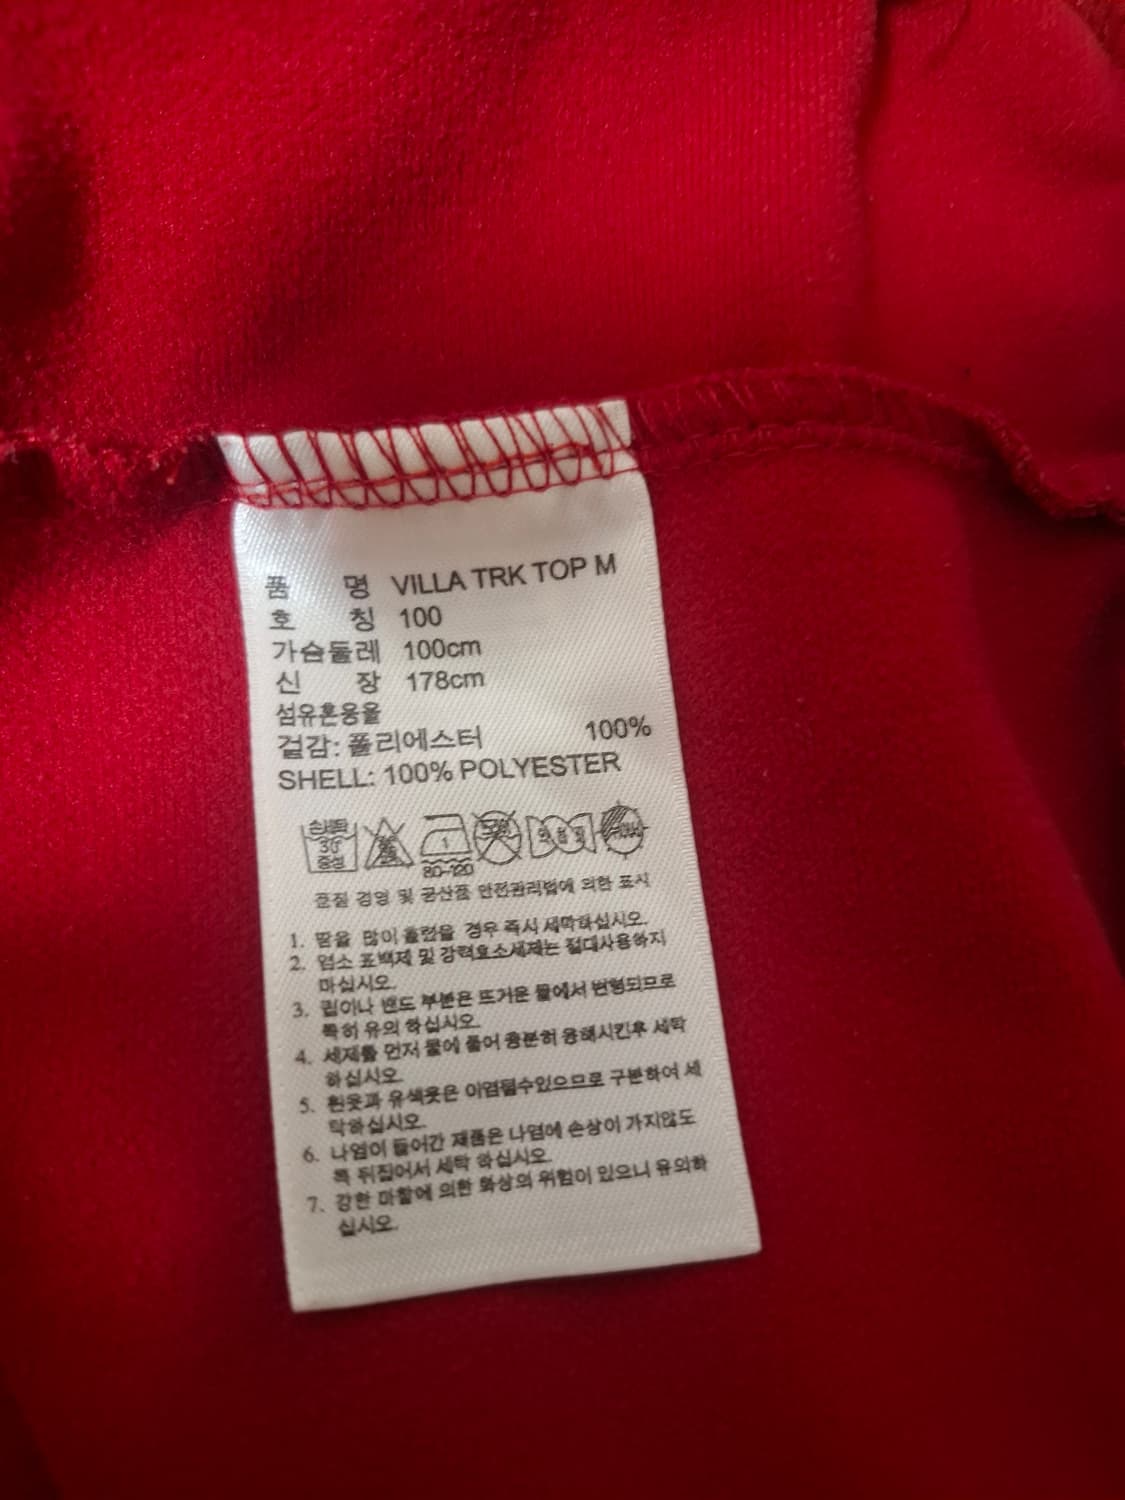 품 명 VILLA TRK TOP M
호 칭 100
가슴둘레 100cm
신 장 178cm
섬유혼용율
겉감: 폴리에스터 100%
SHELL: 100% POLYESTER
30
중성
1
80~120
품질 경영 및 공산품 안전관리법에 의한 표시
1. 땀을 많이 흘렸을 경우 즉시 세탁하십시오.
2. 염소 표백제 및 강력효소세제는 절대사용하지
마십시오.
3. 립이나 밴드 부분은 뜨거운 물에서 변형되므로
특히 유의 하십시오.
4. 세제를 먼저 물에 풀어 충분히 용해시킨후 세탁
하십시오.
5. 흰옷과 유색옷은 이염될수있으므로 구분하여 세
탁하십시오.
6. 나염이 들어간 제품은 나염에 손상이 가지않도
록 뒤집어서 세탁 하십시오.
7. 강한 마찰에 의한 화상의 위험이 있으니 유의하
십시오.